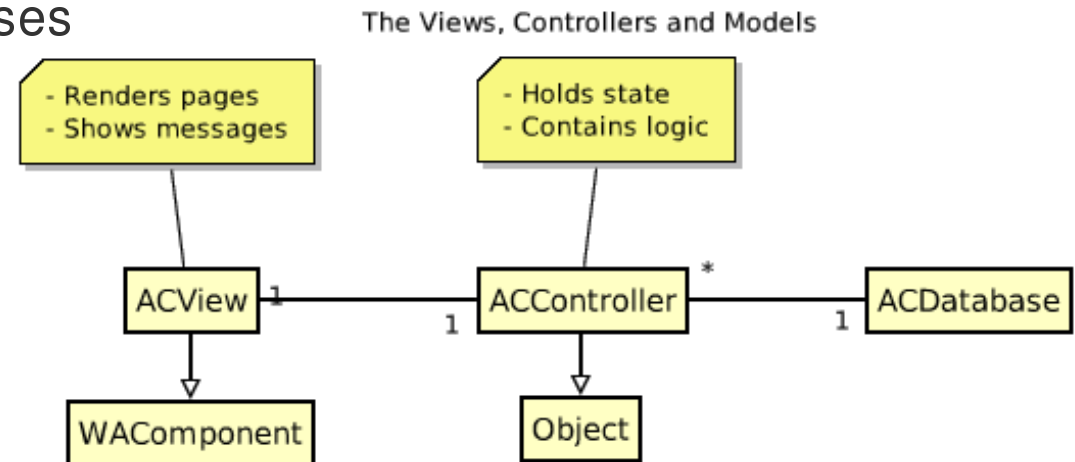 ses
The Views, Controllers and Models
- Renders pages
- Shows messages
- Holds state
- Contains logic
*
ACView
1
ACController
ACDatabase
1
1
WAComponent
Object